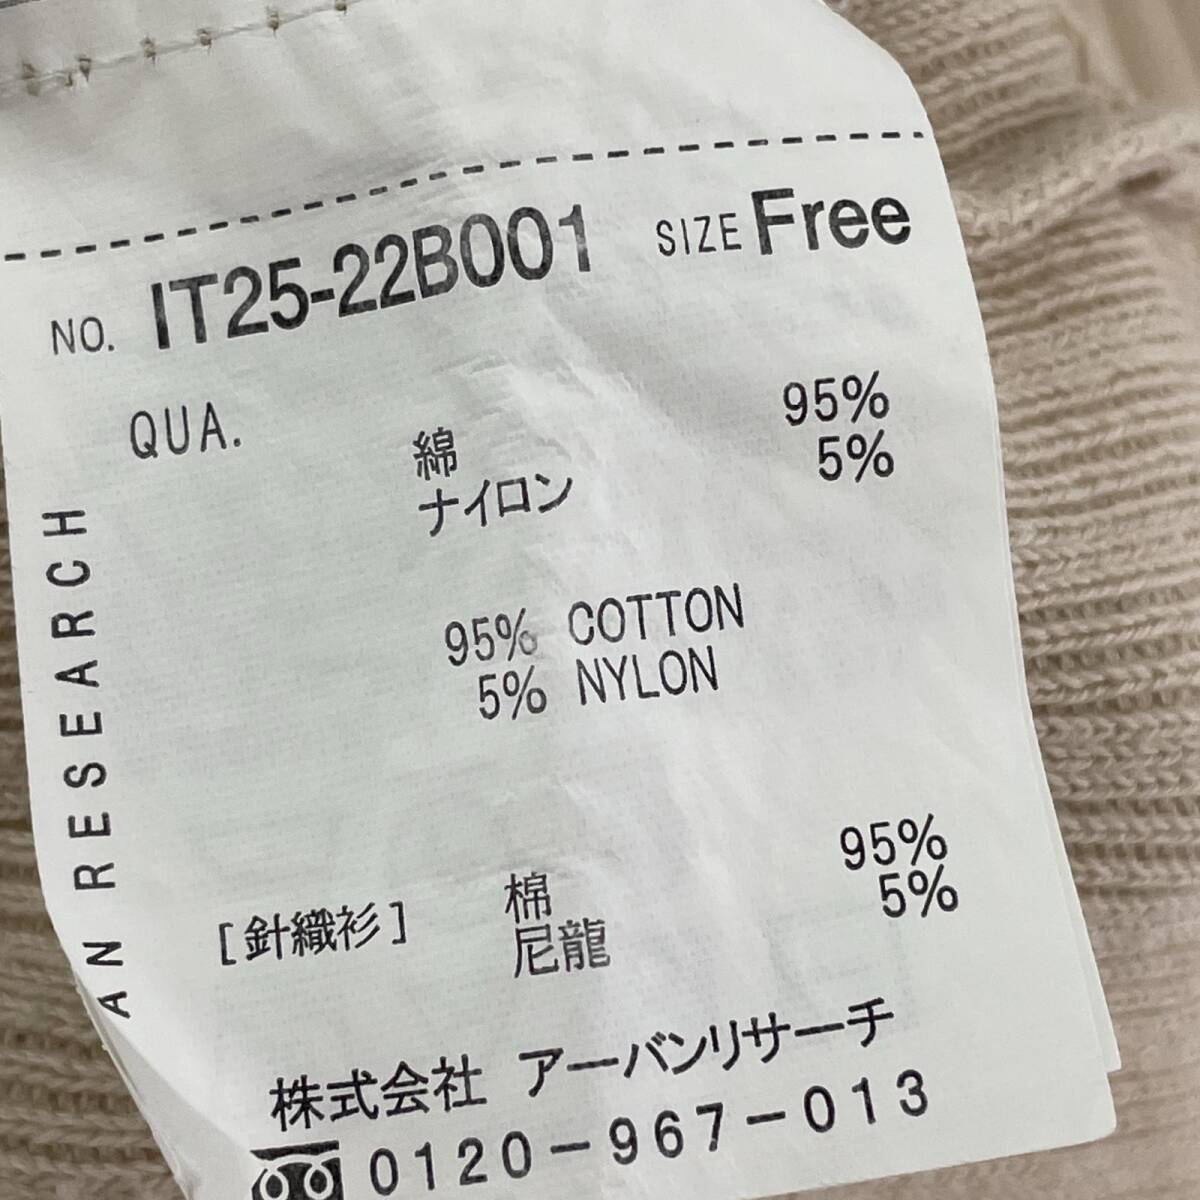 NO. IT25-22B001 SIZE Free
QUA.
綿 95%
ナイロン 5%
95% COTTON
5% NYLON
[針織衫] 棉 95%
尼龍 5%
株式会社 アーバンリサーチ
0120-967-013
AN RESEARCH